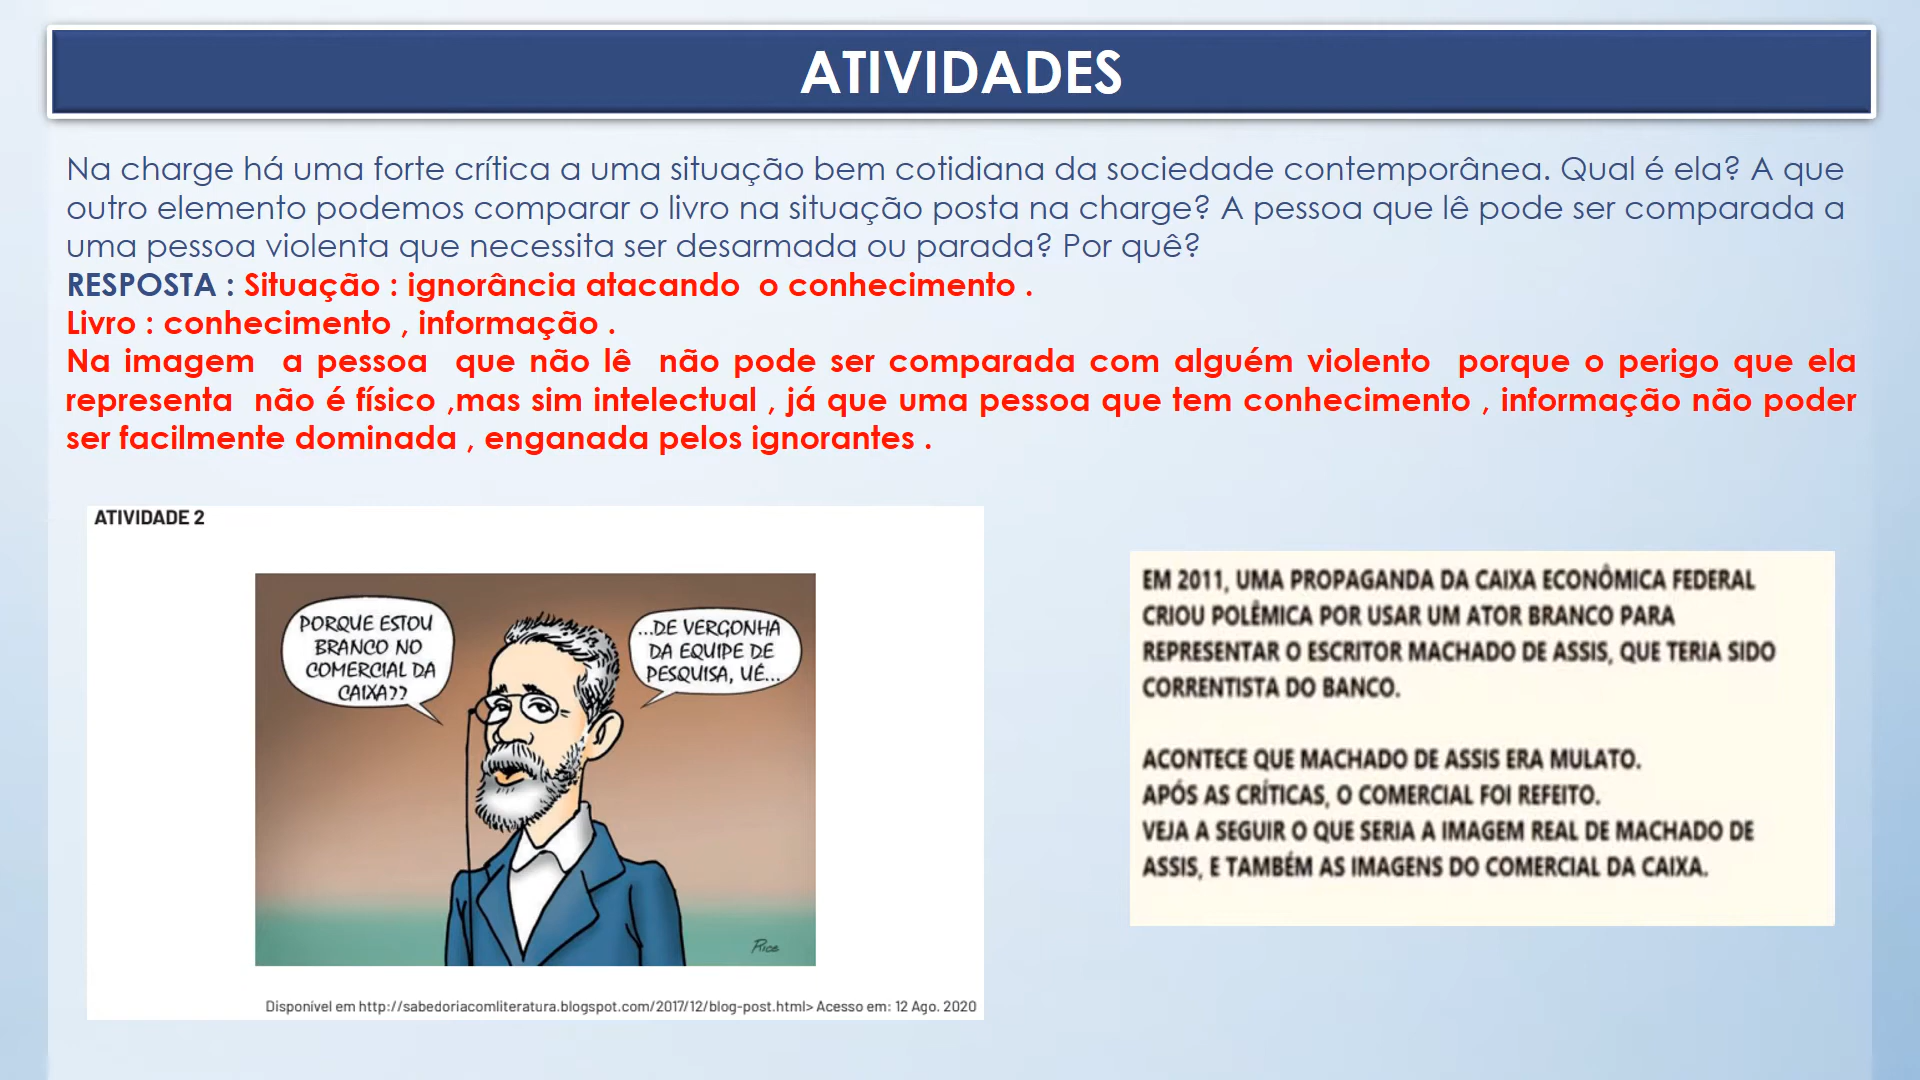 ATIVIDADES
Na charge há uma forte crítica a uma situação bem cotidiana da sociedade contemporânea. Qual é ela? A que
outro elemento podemos comparar o livro na situação posta na charge? A pessoa que lê pode ser comparada a
uma pessoa violenta que necessita ser desarmada ou parada? Por quê?
RESPOSTA : Situação : ignorância atacando o conhecimento .
Livro : conhecimento , informação .
Na imagem a pessoa que não lê não pode ser comparada com alguém violento porque o perigo que ela
representa não é físico ,mas sim intelectual , já que uma pessoa que tem conhecimento , informação não poder
ser facilmente dominada , enganada pelos ignorantes .
ATIVIDADE 2
PORQUE ESTOU
BRANCO NO
COMERCIAL DA
CAIXA??
...DE VERGONHA
DA EQUIPE DE
PESQUISA, UÉ...
Rice
Disponível em http://sabedoriacomliteratura.blogspot.com/2017/12/blog-post.html> Acesso em: 12 Ago. 2020
EM 2011, UMA PROPAGANDA DA CAIXA ECONÔMICA FEDERAL
CRIOU POLÊMICA POR USAR UM ATOR BRANCO PARA
REPRESENTAR O ESCRITOR MACHADO DE ASSIS, QUE TERIA SIDO
CORRENTISTA DO BANCO.
ACONTECE QUE MACHADO DE ASSIS ERA MULATO.
APÓS AS CRÍTICAS, O COMERCIAL FOI REFEITO.
VEJA A SEGUIR O QUE SERIA A IMAGEM REAL DE MACHADO DE
ASSIS, E TAMBÉM AS IMAGENS DO COMERCIAL DA CAIXA.